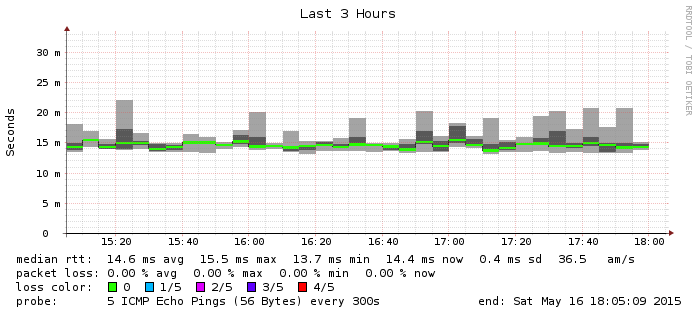 Last 3 Hours
RRDTOOL / TOBI OETIKER
Seconds
30 m
25 m
20 m
15 m
10 m
5 m
0
15:20 15:40 16:00 16:20 16:40 17:00 17:20 17:40 18:00
median rtt: 14.6 ms avg 15.5 ms max 13.7 ms min 14.4 ms now 0.4 ms sd 36.5 am/s
packet loss: 0.00 % avg 0.00 % max 0.00 % min 0.00 % now
loss color: 0 1/5 2/5 3/5 4/5
probe: 5 ICMP Echo Pings (56 Bytes) every 300s end: Sat May 16 18:05:09 2015